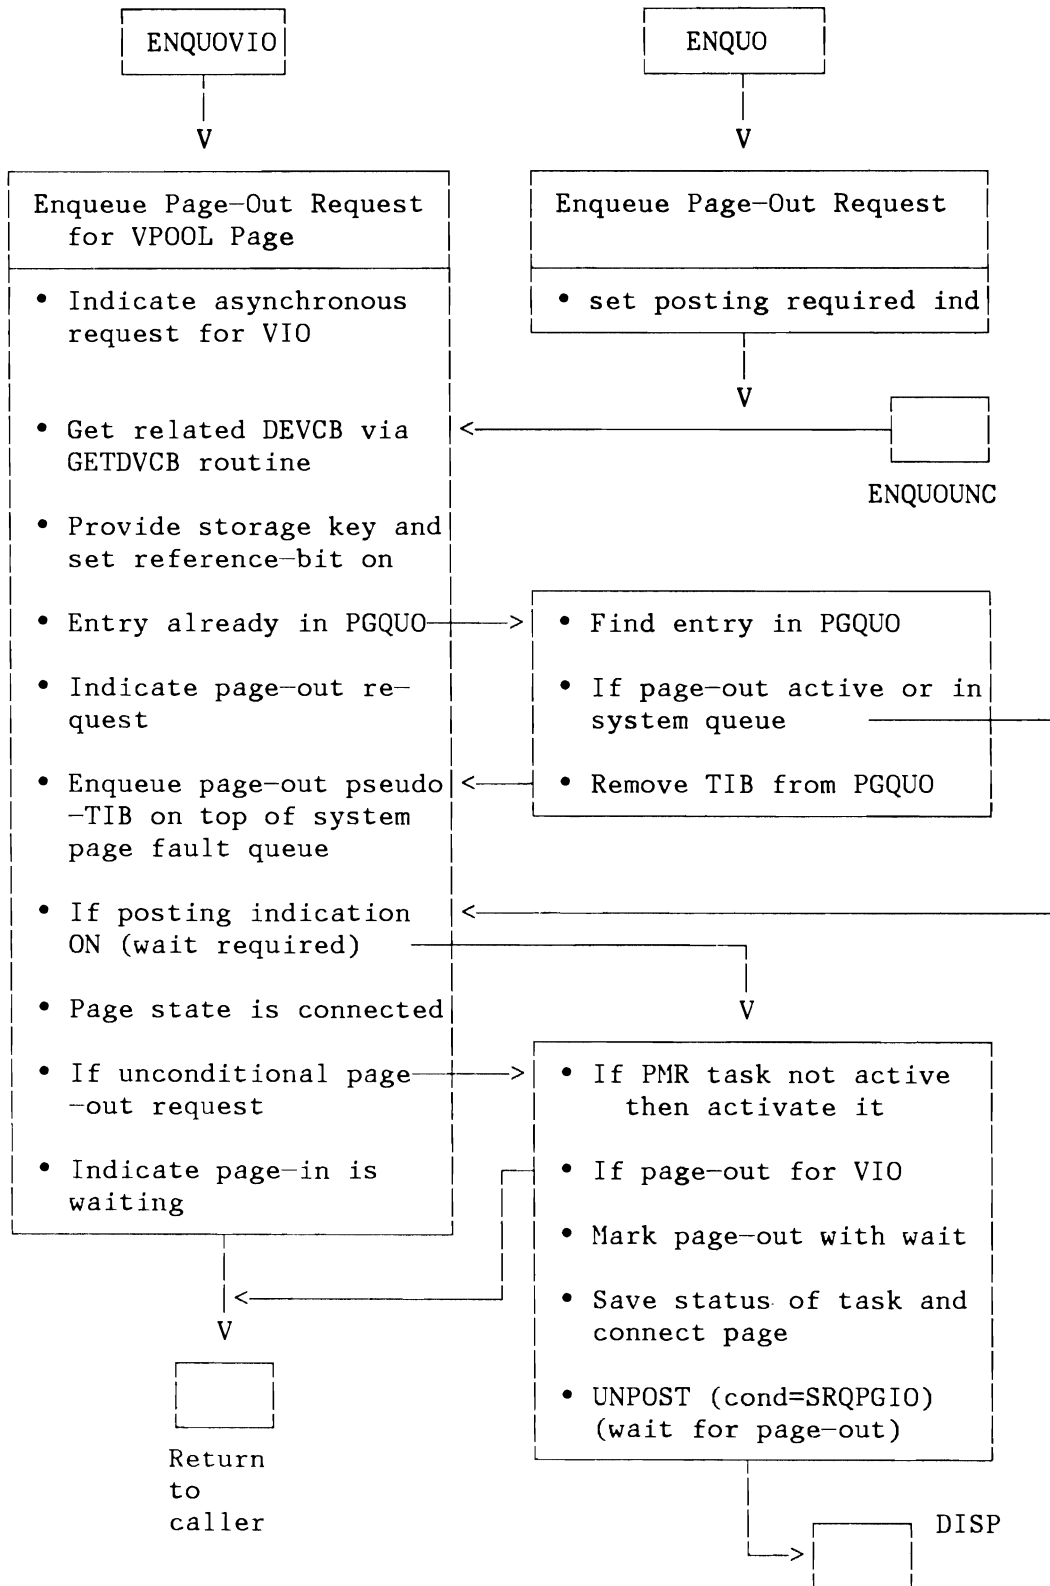 ENQUOVIO
ENQUO
V
V
Enqueue Page-Out Request
for VPOOL Page
• Indicate asynchronous
request for VIO
• Get related DEVCB via
GETDVCB routine
• Provide storage key and
set reference-bit on
• Entry already in PGQUO
• Indicate page-out re-
quest
• Enqueue page-out pseudo
-TIB on top of system
page fault queue
• If posting indication
ON (wait required)
• Page state is connected
• If unconditional page
-out request
• Indicate page-in is
waiting
Enqueue Page-Out Request
• set posting required ind
V
<
ENQUOUNC
>
• Find entry in PGQUO
• If page-out active or in
system queue
• Remove TIB from PGQUO
<
<
V
>
• If PMR task not active
then activate it
• If page-out for VIO
• Mark page-out with wait
• Save status of task and
connect page
• UNPOST (cond=SRQPGIO)
(wait for page-out)
<
V
Return
to
caller
DISP
>